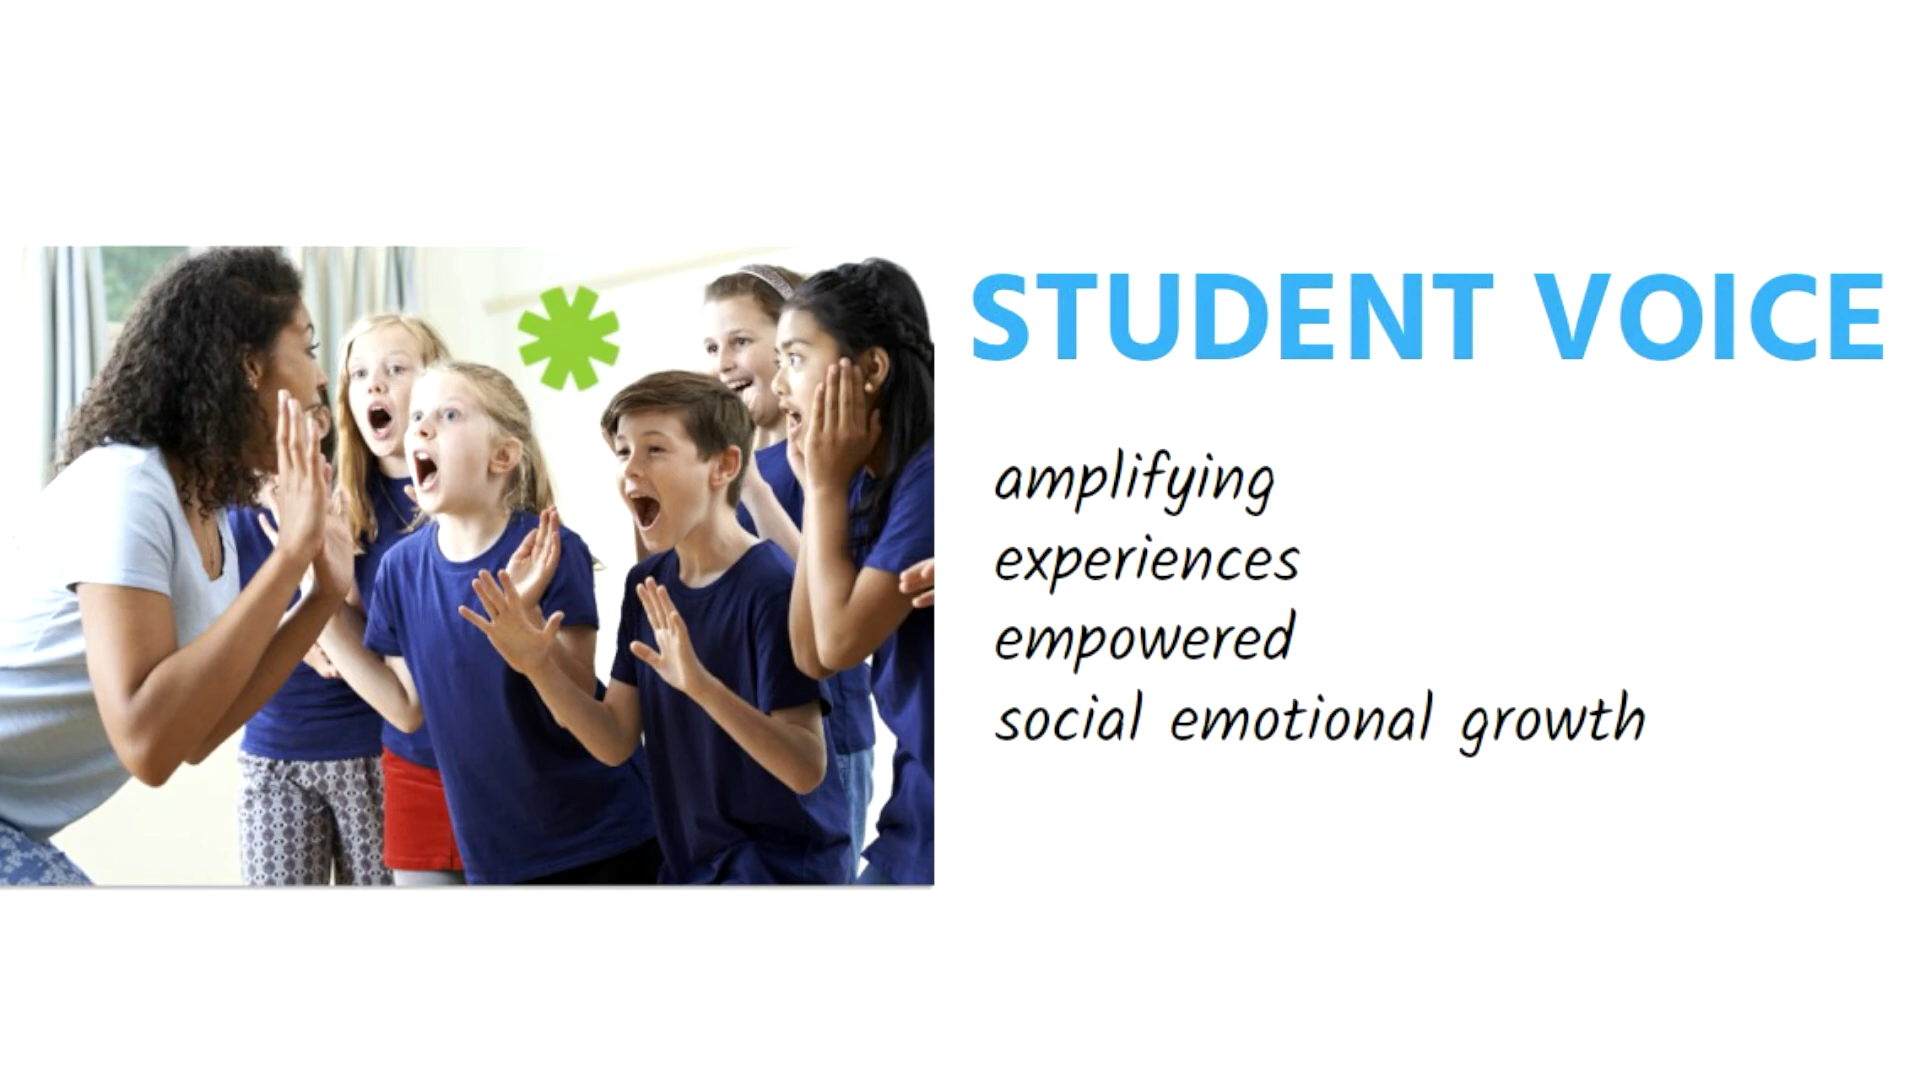 STUDENT VOICE
amplifying
experiences
empowered
social emotional growth